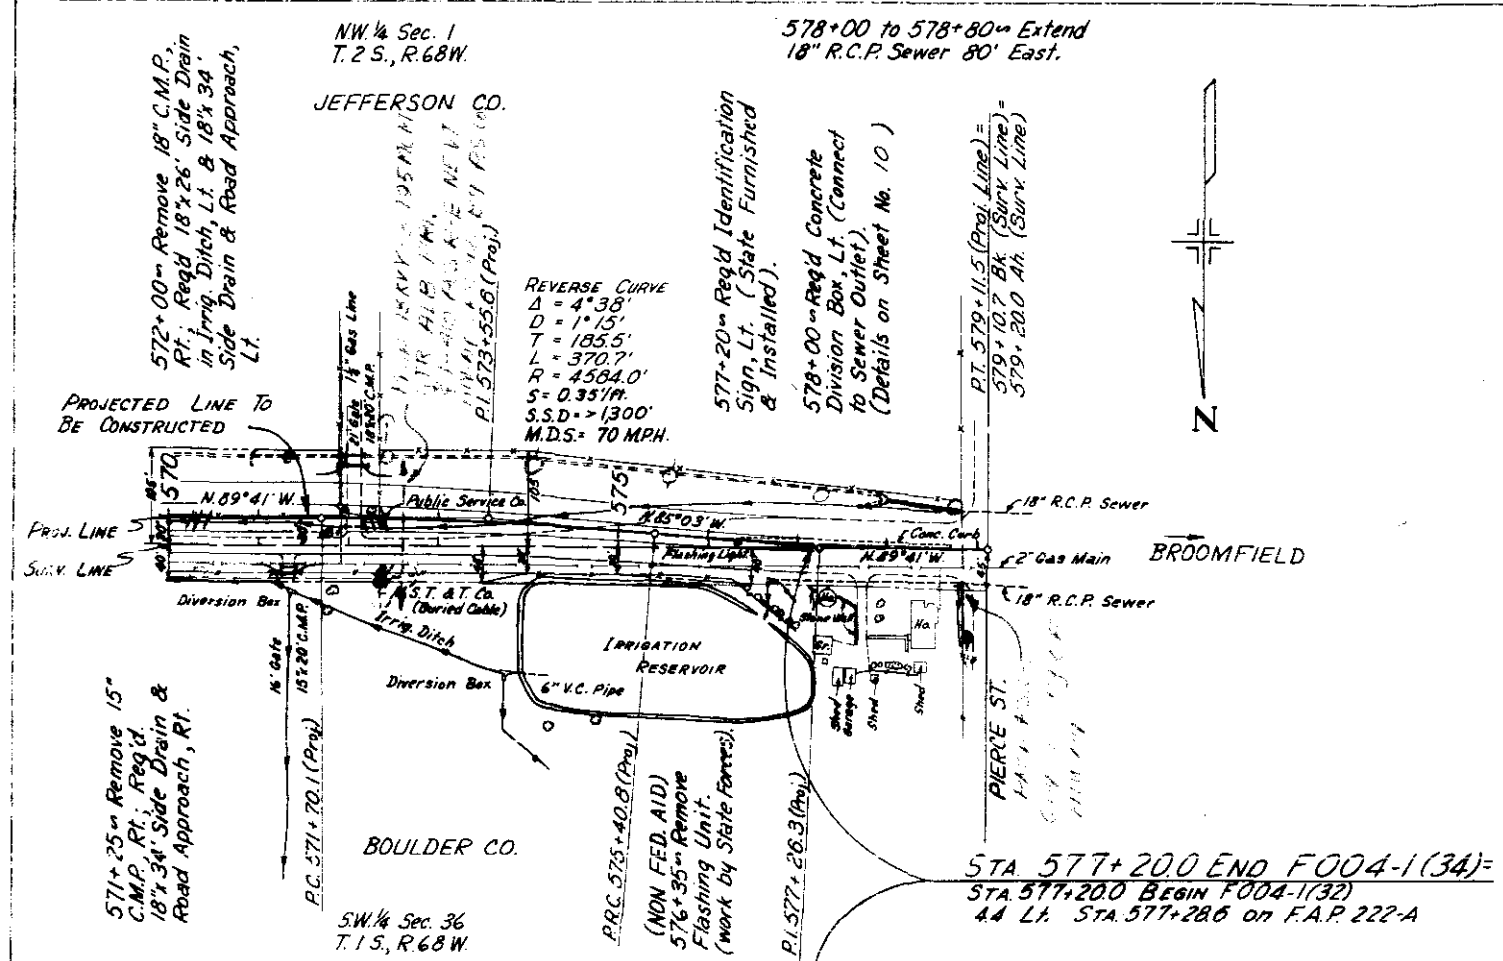 NW.¼ Sec. 1
T. 2 S., R. 68W.
JEFFERSON CO.
578+00 to 578+80~ Extend
18" R.C.P. Sewer 80' East.
572+00~ Remove 18" C.M.P.,
Rt.; Req'd 18"x26' Side Drain
in Irrig. Ditch, Lt. & 18"x34'
Side Drain & Road Approach,
Lt.
1½" Gas Line
21' Gate
18"x20' C.M.P.
P.I. 573+55.6 (Proj.)
REVERSE CURVE
Δ = 4°38'
D = 1°15'
T = 185.5'
L = 370.7'
R = 4584.0'
S = 0.35'/ft.
S.S.D. = >1,300'
M.D.S. = 70 M.P.H.
577+20~ Req'd Identification
Sign, Lt. (State Furnished
& Installed).
578+00~Req'd Concrete
Division Box, Lt. (Connect
to Sewer Outlet).
(Details on Sheet No. 10)
P.T. 579+11.5 (Proj. Line) =
579+10.7 Bk. (Surv. Line) =
579+20.0 Ah. (Surv. Line)
N
PROJECTED LINE TO
BE CONSTRUCTED
570
105'
N. 89°41' W.
Public Service Co.
105'
575
N.85°03' W.
18" R.C.P. Sewer
PROJ. LINE
Conc. Curb
Flashing Light
N. 89°41' W.
45'
2" Gas Main
BROOMFIELD
SURV. LINE
40'
18" R.C.P. Sewer
Diversion Box
S.T. & T. Co.
(Buried Cable)
Irrig. Ditch
Stone Wall
Ho.
Gr.
IRRIGATION
RESERVOIR
Diversion Box
6" V.C. Pipe
16' Gate
15"x20' C.M.P.
Shed
Garage
Shed
Shed
PIERCE ST.
571+25~ Remove 15"
C.M.P., Rt.; Req'd.
18"x34' Side Drain &
Road Approach, Rt.
P.C. 571+70.1 (Proj)
BOULDER CO.
SW.¼ Sec. 36
T. 1 S., R.68 W.
P.R.C. 575+40.8 (Proj)
(NON FED. AID)
576+35~ Remove
Flashing Unit.
(work by State Forces).
P.I. 577+26.3 (Proj)
STA. 577+20.0 END F004-1(34)=
STA. 577+20.0 BEGIN F004-1(32)
4.4 Lt. STA. 577+28.6 on F.A.P. 222-A